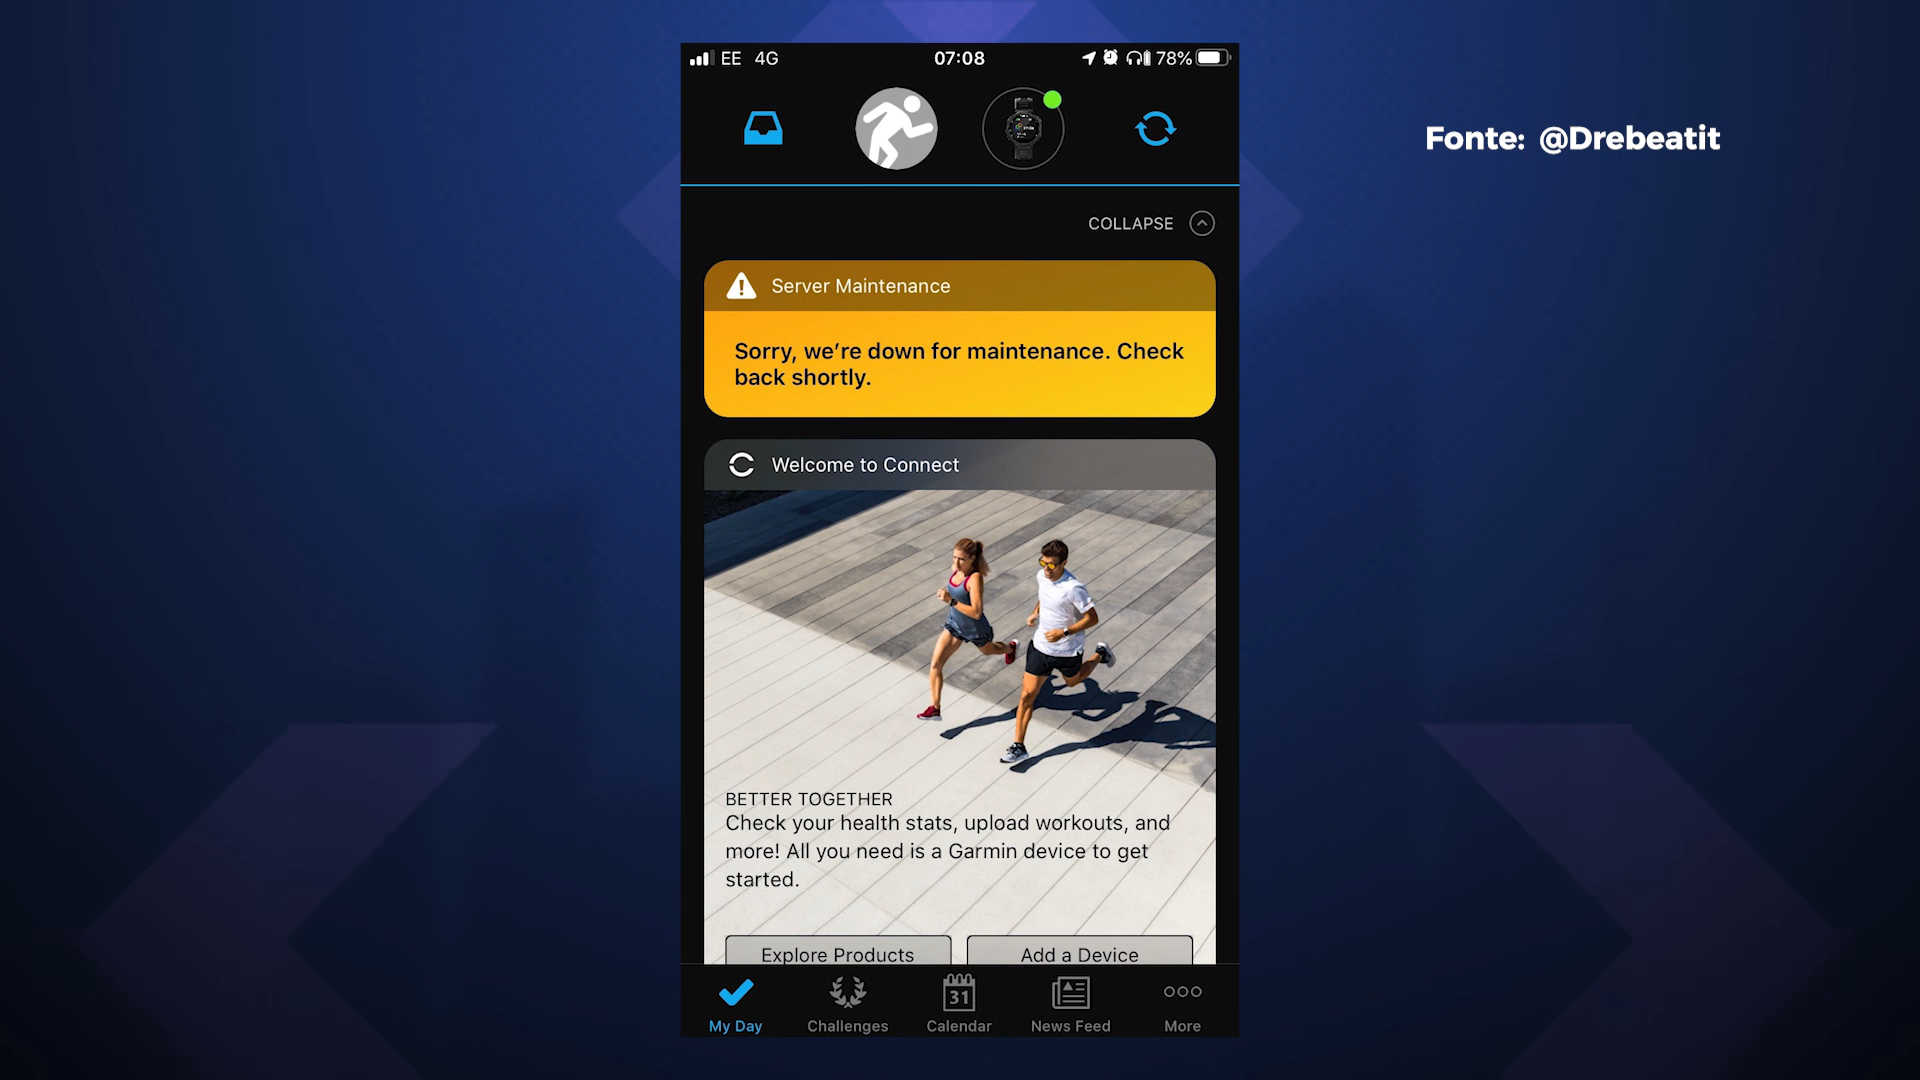 EE 4G 07:08 78%
Fonte: @Drebeatit
COLLAPSE
Server Maintenance
Sorry, we're down for maintenance. Check
back shortly.
Welcome to Connect
BETTER TOGETHER
Check your health stats, upload workouts, and
more! All you need is a Garmin device to get
started.
Explore Products Add a Device
31
My Day Challenges Calendar News Feed More